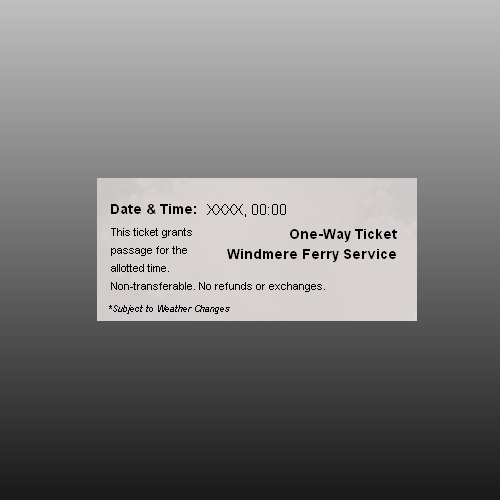 Date & Time: XXXX, 00:00
This ticket grants
passage for the
allotted time.
One-Way Ticket
Windmere Ferry Service
Non-transferable. No refunds or exchanges.
*Subject to Weather Changes